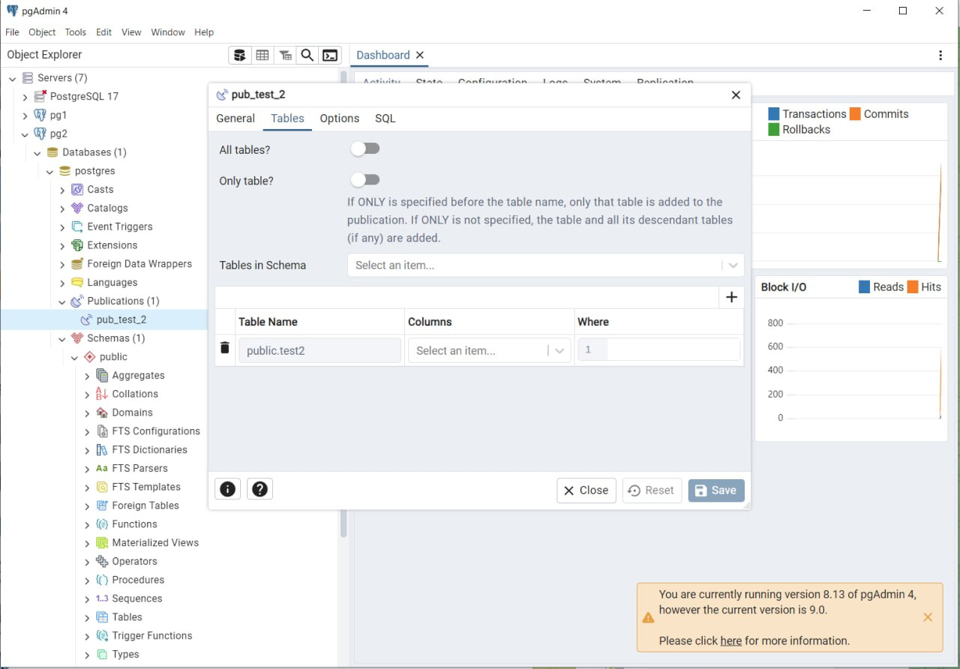 pgAdmin 4
File Object Tools Edit View Window Help
Object Explorer
Dashboard
Servers (7)
PostgreSQL 17
pg1
pg2
Databases (1)
postgres
Casts
Catalogs
Event Triggers
Extensions
Foreign Data Wrappers
Languages
Publications (1)
pub_test_2
Schemas (1)
public
Aggregates
Collations
Domains
FTS Configurations
FTS Dictionaries
Aa FTS Parsers
FTS Templates
Foreign Tables
Functions
Materialized Views
Operators
Procedures
1..3 Sequences
Tables
Trigger Functions
Types
Activity State Configuration Logs System Replication
pub_test_2
General Tables Options SQL
All tables?
Only table?
If ONLY is specified before the table name, only that table is added to the
publication. If ONLY is not specified, the table and all its descendant tables
(if any) are added.
Tables in Schema Select an item...
Table Name Columns Where
public.test2 Select an item... 1
Close Reset Save
Transactions Commits
Rollbacks
Block I/O Reads Hits
800
600
400
200
0
You are currently running version 8.13 of pgAdmin 4,
however the current version is 9.0.
Please click here for more information.